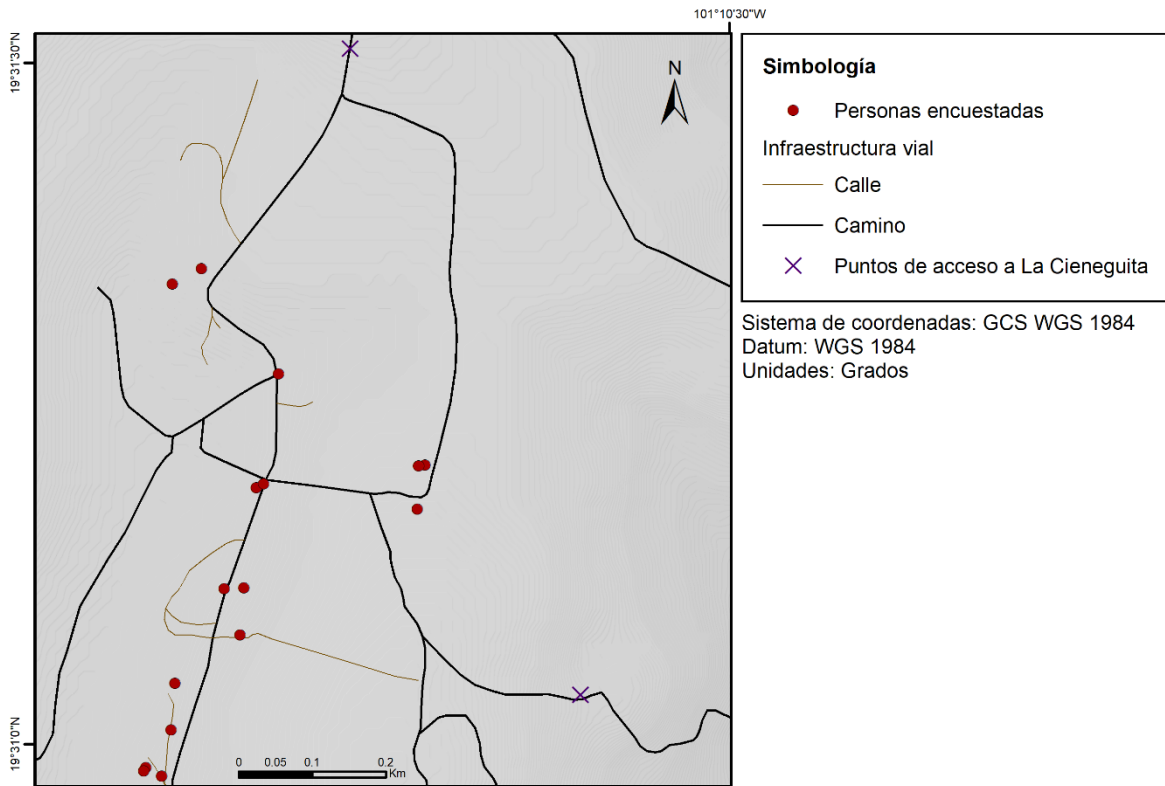 101°10'30"W
19°31'30"N
N
19°31'0"N
0 0.05 0.1 0.2
Km
Simbología
Personas encuestadas
Infraestructura vial
Calle
Camino
Puntos de acceso a La Cieneguita
Sistema de coordenadas: GCS WGS 1984
Datum: WGS 1984
Unidades: Grados